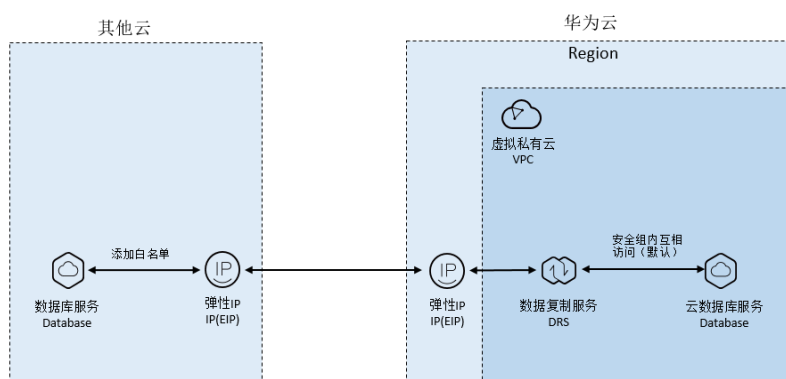 其他云
华为云
Region
虚拟私有云
VPC
添加白名单
安全组内互相
访问（默认）
IP
IP
数据库服务
Database
弹性IP
IP(EIP)
弹性IP
IP(EIP)
数据复制服务
DRS
云数据库服务
Database